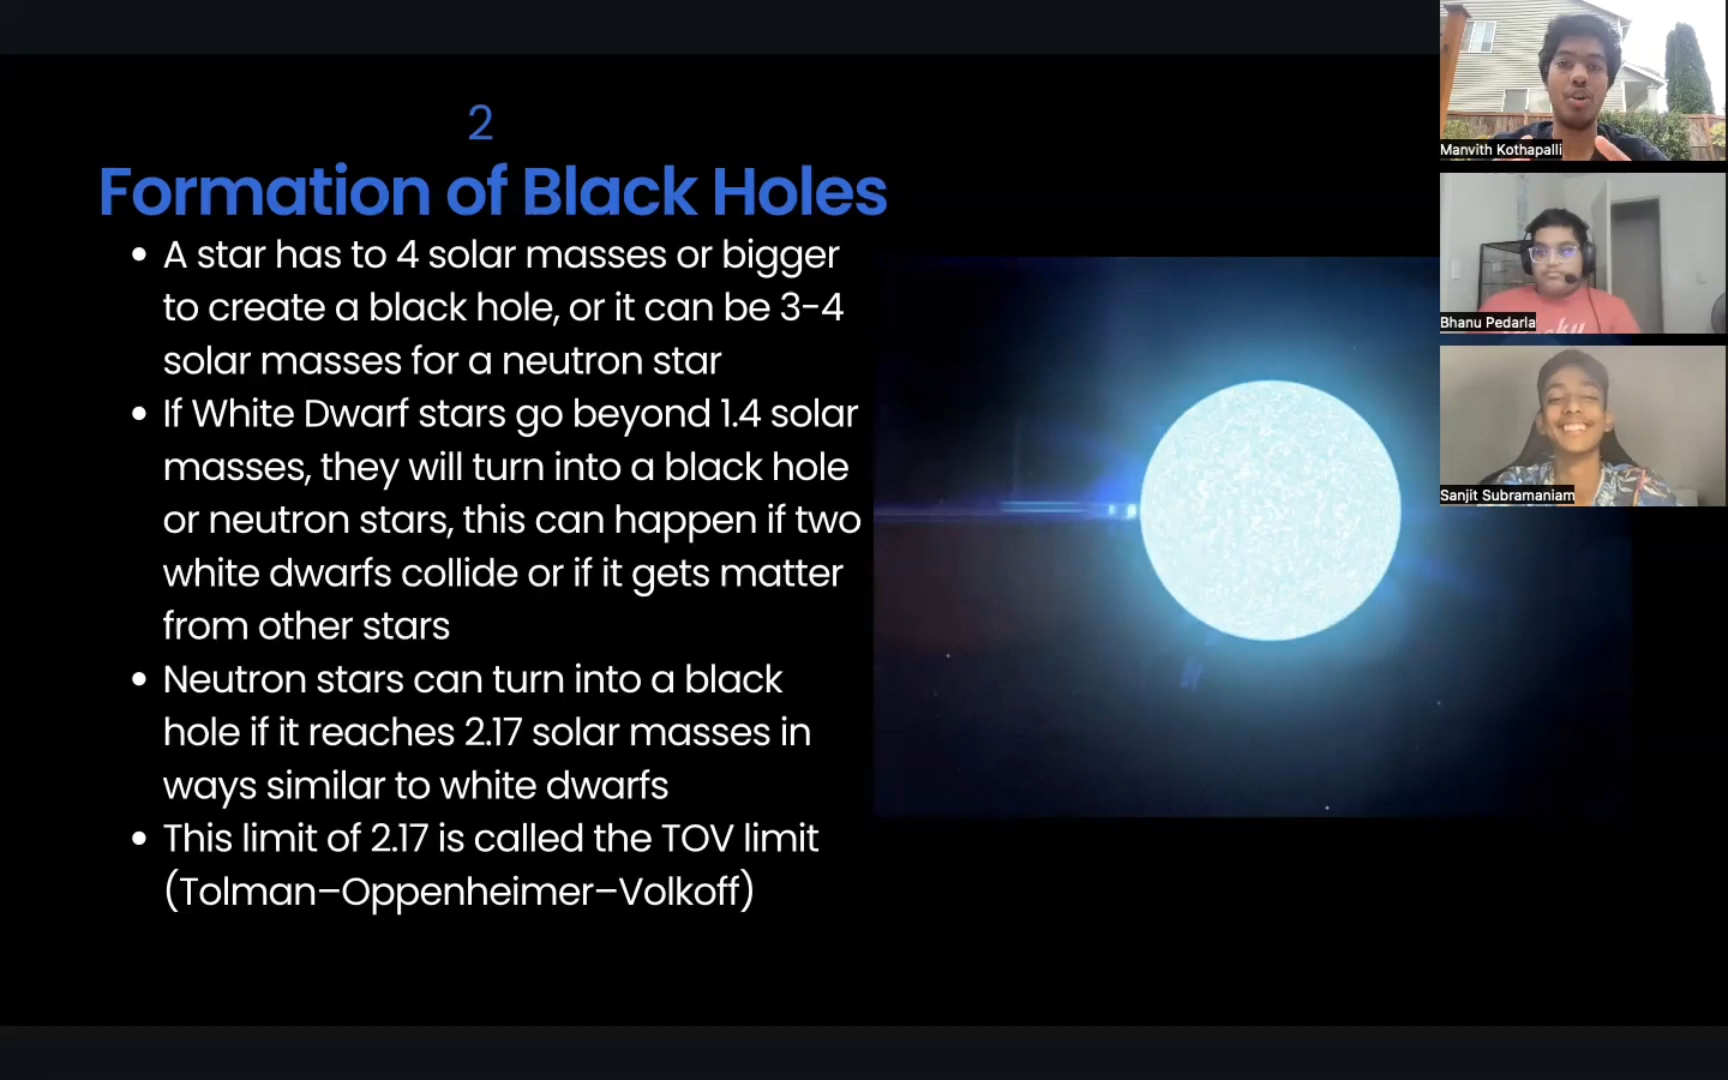 2
Formation of Black Holes
• A star has to 4 solar masses or bigger
to create a black hole, or it can be 3-4
solar masses for a neutron star
• If White Dwarf stars go beyond 1.4 solar
masses, they will turn into a black hole
or neutron stars, this can happen if two
white dwarfs collide or if it gets matter
from other stars
• Neutron stars can turn into a black
hole if it reaches 2.17 solar masses in
ways similar to white dwarfs
• This limit of 2.17 is called the TOV limit
(Tolman–Oppenheimer–Volkoff)
Manvith Kothapalli
Bhanu Pedarla
Sanjit Subramaniam